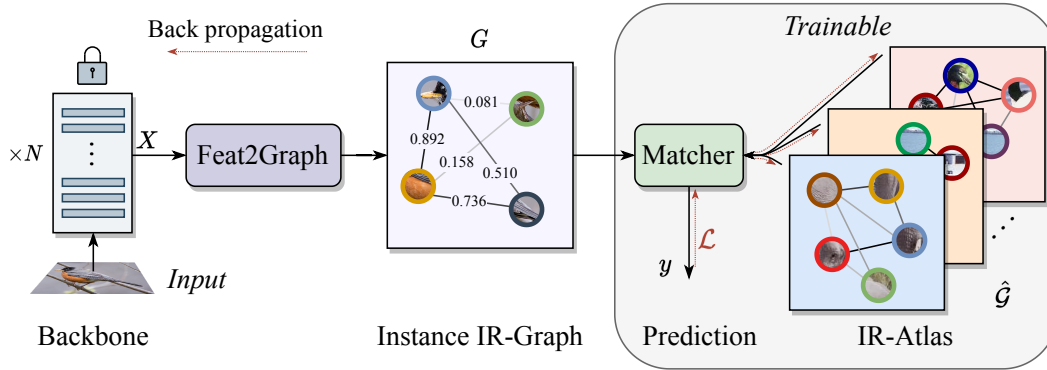 Back propagation
G
Trainable
×N
X
Feat2Graph
0.081
0.892
0.158
0.510
0.736
Matcher
ℒ
y
Input
𝒢̂
Backbone
Instance IR-Graph
Prediction
IR-Atlas